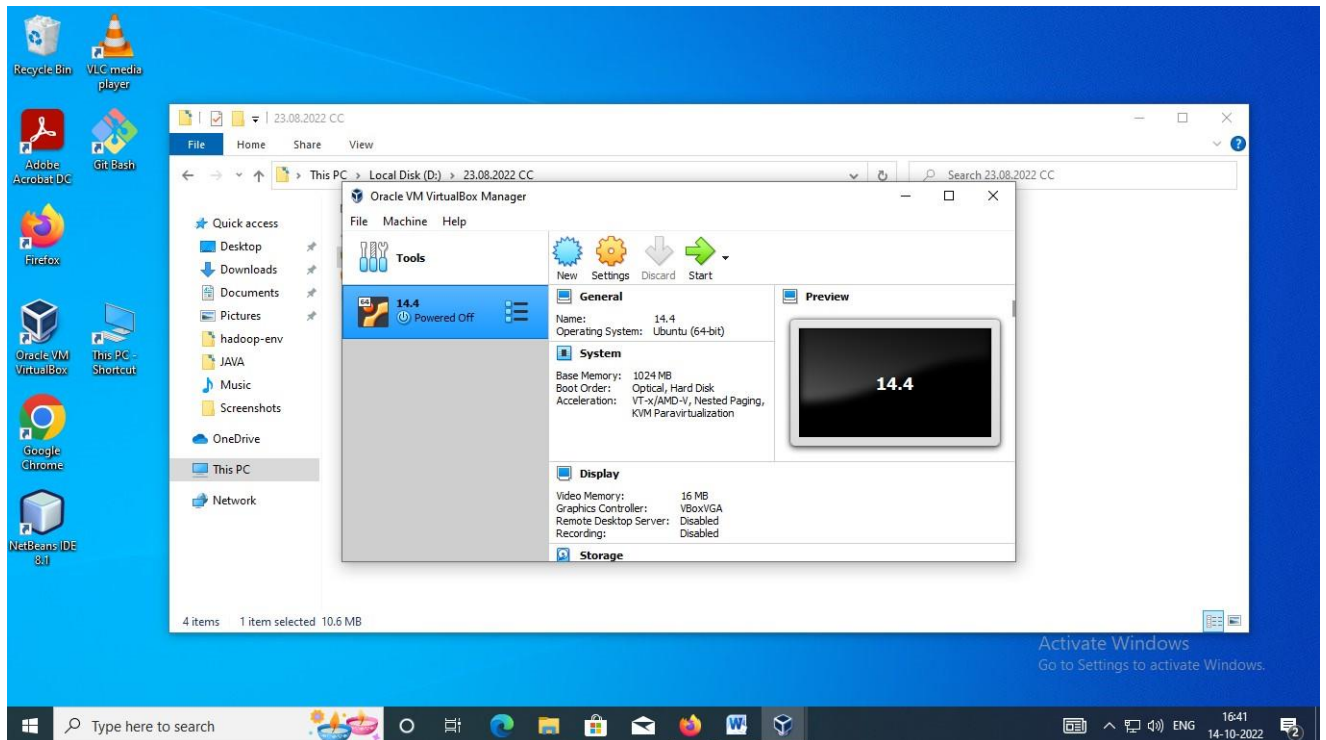 Recycle Bin
VLC media player
Adobe Acrobat DC
Git Bash
Firefox
Oracle VM VirtualBox
This PC - Shortcut
Google Chrome
NetBeans IDE 8.1
23.08.2022 CC
File Home Share View
This PC > Local Disk (D:) > 23.08.2022 CC
Search 23.08.2022 CC
Quick access
Desktop
Downloads
Documents
Pictures
hadoop-env
JAVA
Music
Screenshots
OneDrive
This PC
Network
4 items 1 item selected 10.6 MB
Oracle VM VirtualBox Manager
File Machine Help
Tools
New Settings Discard Start
64
14.4
Powered Off
General
Name: 14.4
Operating System: Ubuntu (64-bit)
System
Base Memory: 1024 MB
Boot Order: Optical, Hard Disk
Acceleration: VT-x/AMD-V, Nested Paging,
KVM Paravirtualization
Preview
14.4
Display
Video Memory: 16 MB
Graphics Controller: VBoxVGA
Remote Desktop Server: Disabled
Recording: Disabled
Storage
Activate Windows
Go to Settings to activate Windows.
Type here to search
ENG
16:41
14-10-2022
2